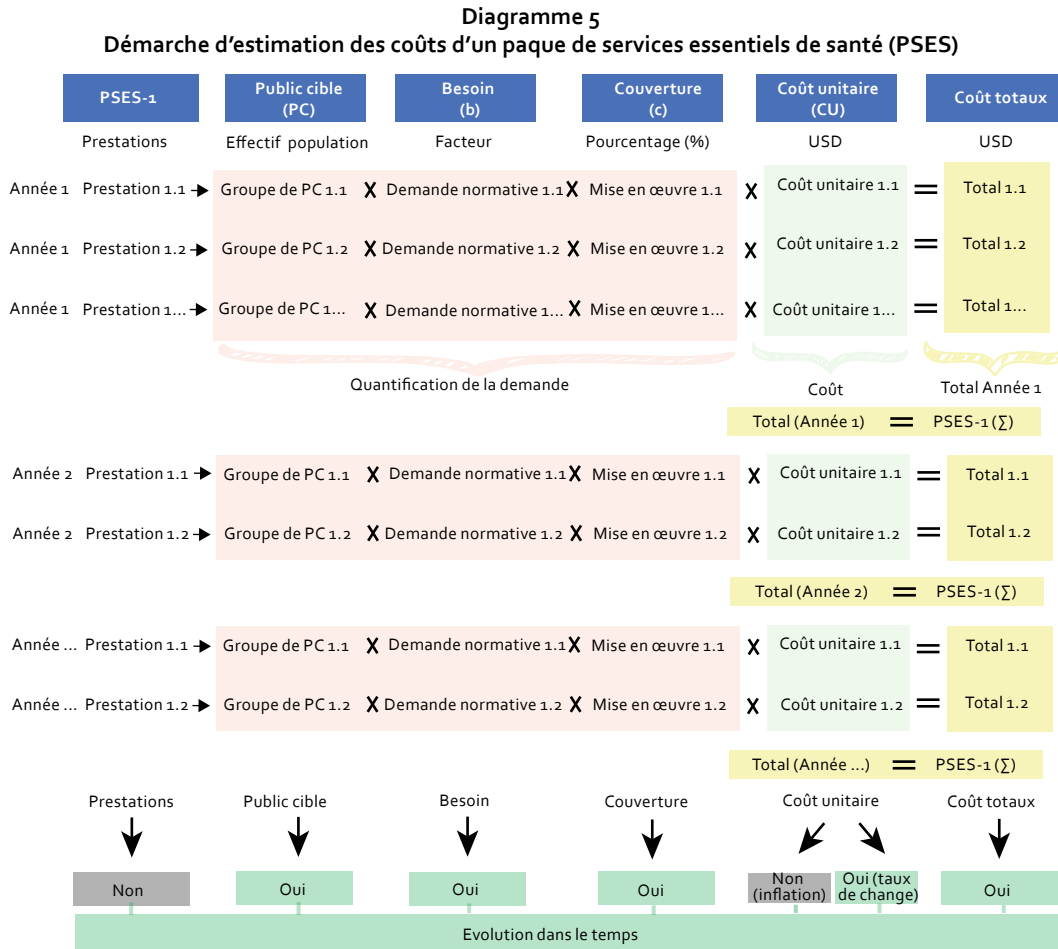 Diagramme 5
Démarche d'estimation des coûts d'un paque de services essentiels de santé (PSES)
PSES-1 Public cible (PC) Besoin (b) Couverture (c) Coût unitaire (CU) Coût totaux
Prestations Effectif population Facteur Pourcentage (%) USD USD
Année 1 Prestation 1.1 Groupe de PC 1.1 X Demande normative 1.1 X Mise en œuvre 1.1 X Coût unitaire 1.1 = Total 1.1
Année 1 Prestation 1.2 Groupe de PC 1.2 X Demande normative 1.2 X Mise en œuvre 1.2 X Coût unitaire 1.2 = Total 1.2
Année 1 Prestation 1... Groupe de PC 1... X Demande normative 1... X Mise en œuvre 1... X Coût unitaire 1... = Total 1...
Quantification de la demande Coût Total Année 1
Total (Année 1) = PSES-1 (∑)
Année 2 Prestation 1.1 Groupe de PC 1.1 X Demande normative 1.1 X Mise en œuvre 1.1 X Coût unitaire 1.1 = Total 1.1
Année 2 Prestation 1.2 Groupe de PC 1.2 X Demande normative 1.2 X Mise en œuvre 1.2 X Coût unitaire 1.2 = Total 1.2
Total (Année 2) = PSES-1 (∑)
Année ... Prestation 1.1 Groupe de PC 1.1 X Demande normative 1.1 X Mise en œuvre 1.1 X Coût unitaire 1.1 = Total 1.1
Année ... Prestation 1.2 Groupe de PC 1.2 X Demande normative 1.2 X Mise en œuvre 1.2 X Coût unitaire 1.2 = Total 1.2
Total (Année ...) = PSES-1 (∑)
Prestations Public cible Besoin Couverture Coût unitaire Coût totaux
Non Oui Oui Oui Non (inflation) Oui (taux de change) Oui
Evolution dans le temps